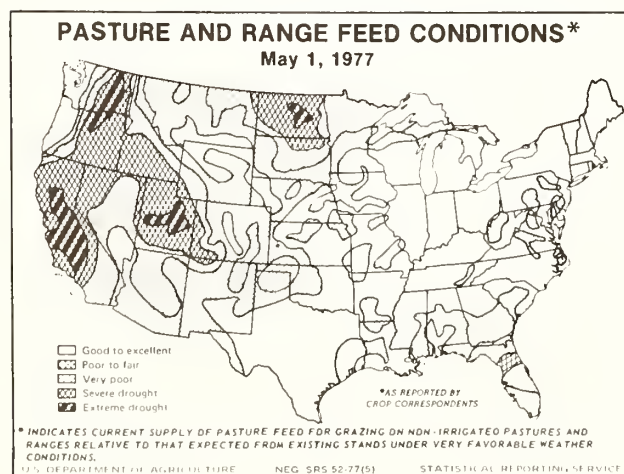 PASTURE AND RANGE FEED CONDITIONS*
May 1, 1977
Good to excellent
Poor to fair
Very poor
Severe drought
Extreme drought
*AS REPORTED BY
CROP CORRESPONDENTS
* INDICATES CURRENT SUPPLY OF PASTURE FEED FOR GRAZING ON NON-IRRIGATED PASTURES AND
RANGES RELATIVE TO THAT EXPECTED FROM EXISTING STANDS UNDER VERY FAVORABLE WEATHER
CONDITIONS.
U.S. DEPARTMENT OF AGRICULTURE NEG. SRS 52-77(5) STATISTICAL REPORTING SERVICE